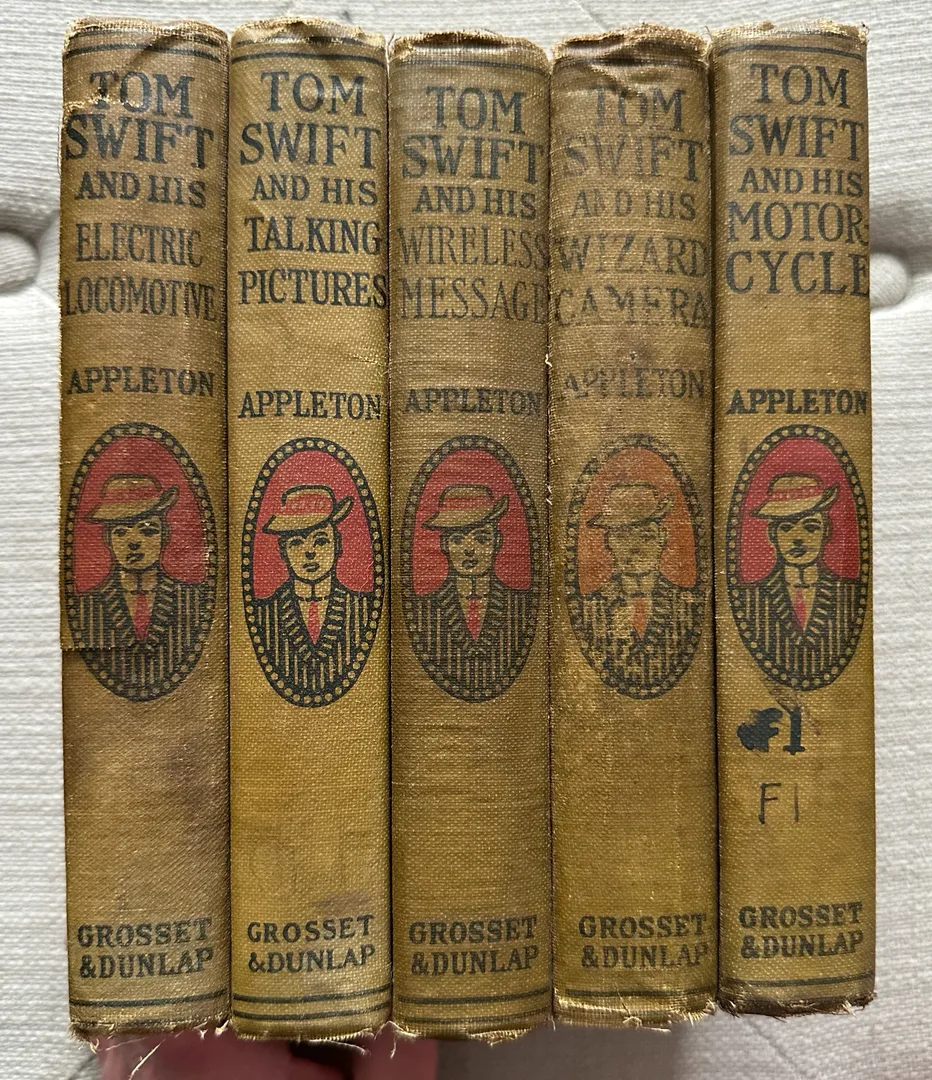 TOM
SWIFT
AND HIS
ELECTRIC
LOCOMOTIVE
APPLETON
GROSSET
&DUNLAP
TOM
SWIFT
AND HIS
TALKING
PICTURES
APPLETON
GROSSET
&DUNLAP
TOM
SWIFT
AND HIS
WIRELESS
MESSAGE
APPLETON
GROSSET
&DUNLAP
TOM
SWIFT
AND HIS
WIZARD
CAMERA
APPLETON
GROSSET
&DUNLAP
TOM
SWIFT
AND HIS
MOTOR-
CYCLE
APPLETON
#1
F1
GROSSET
&DUNLAP